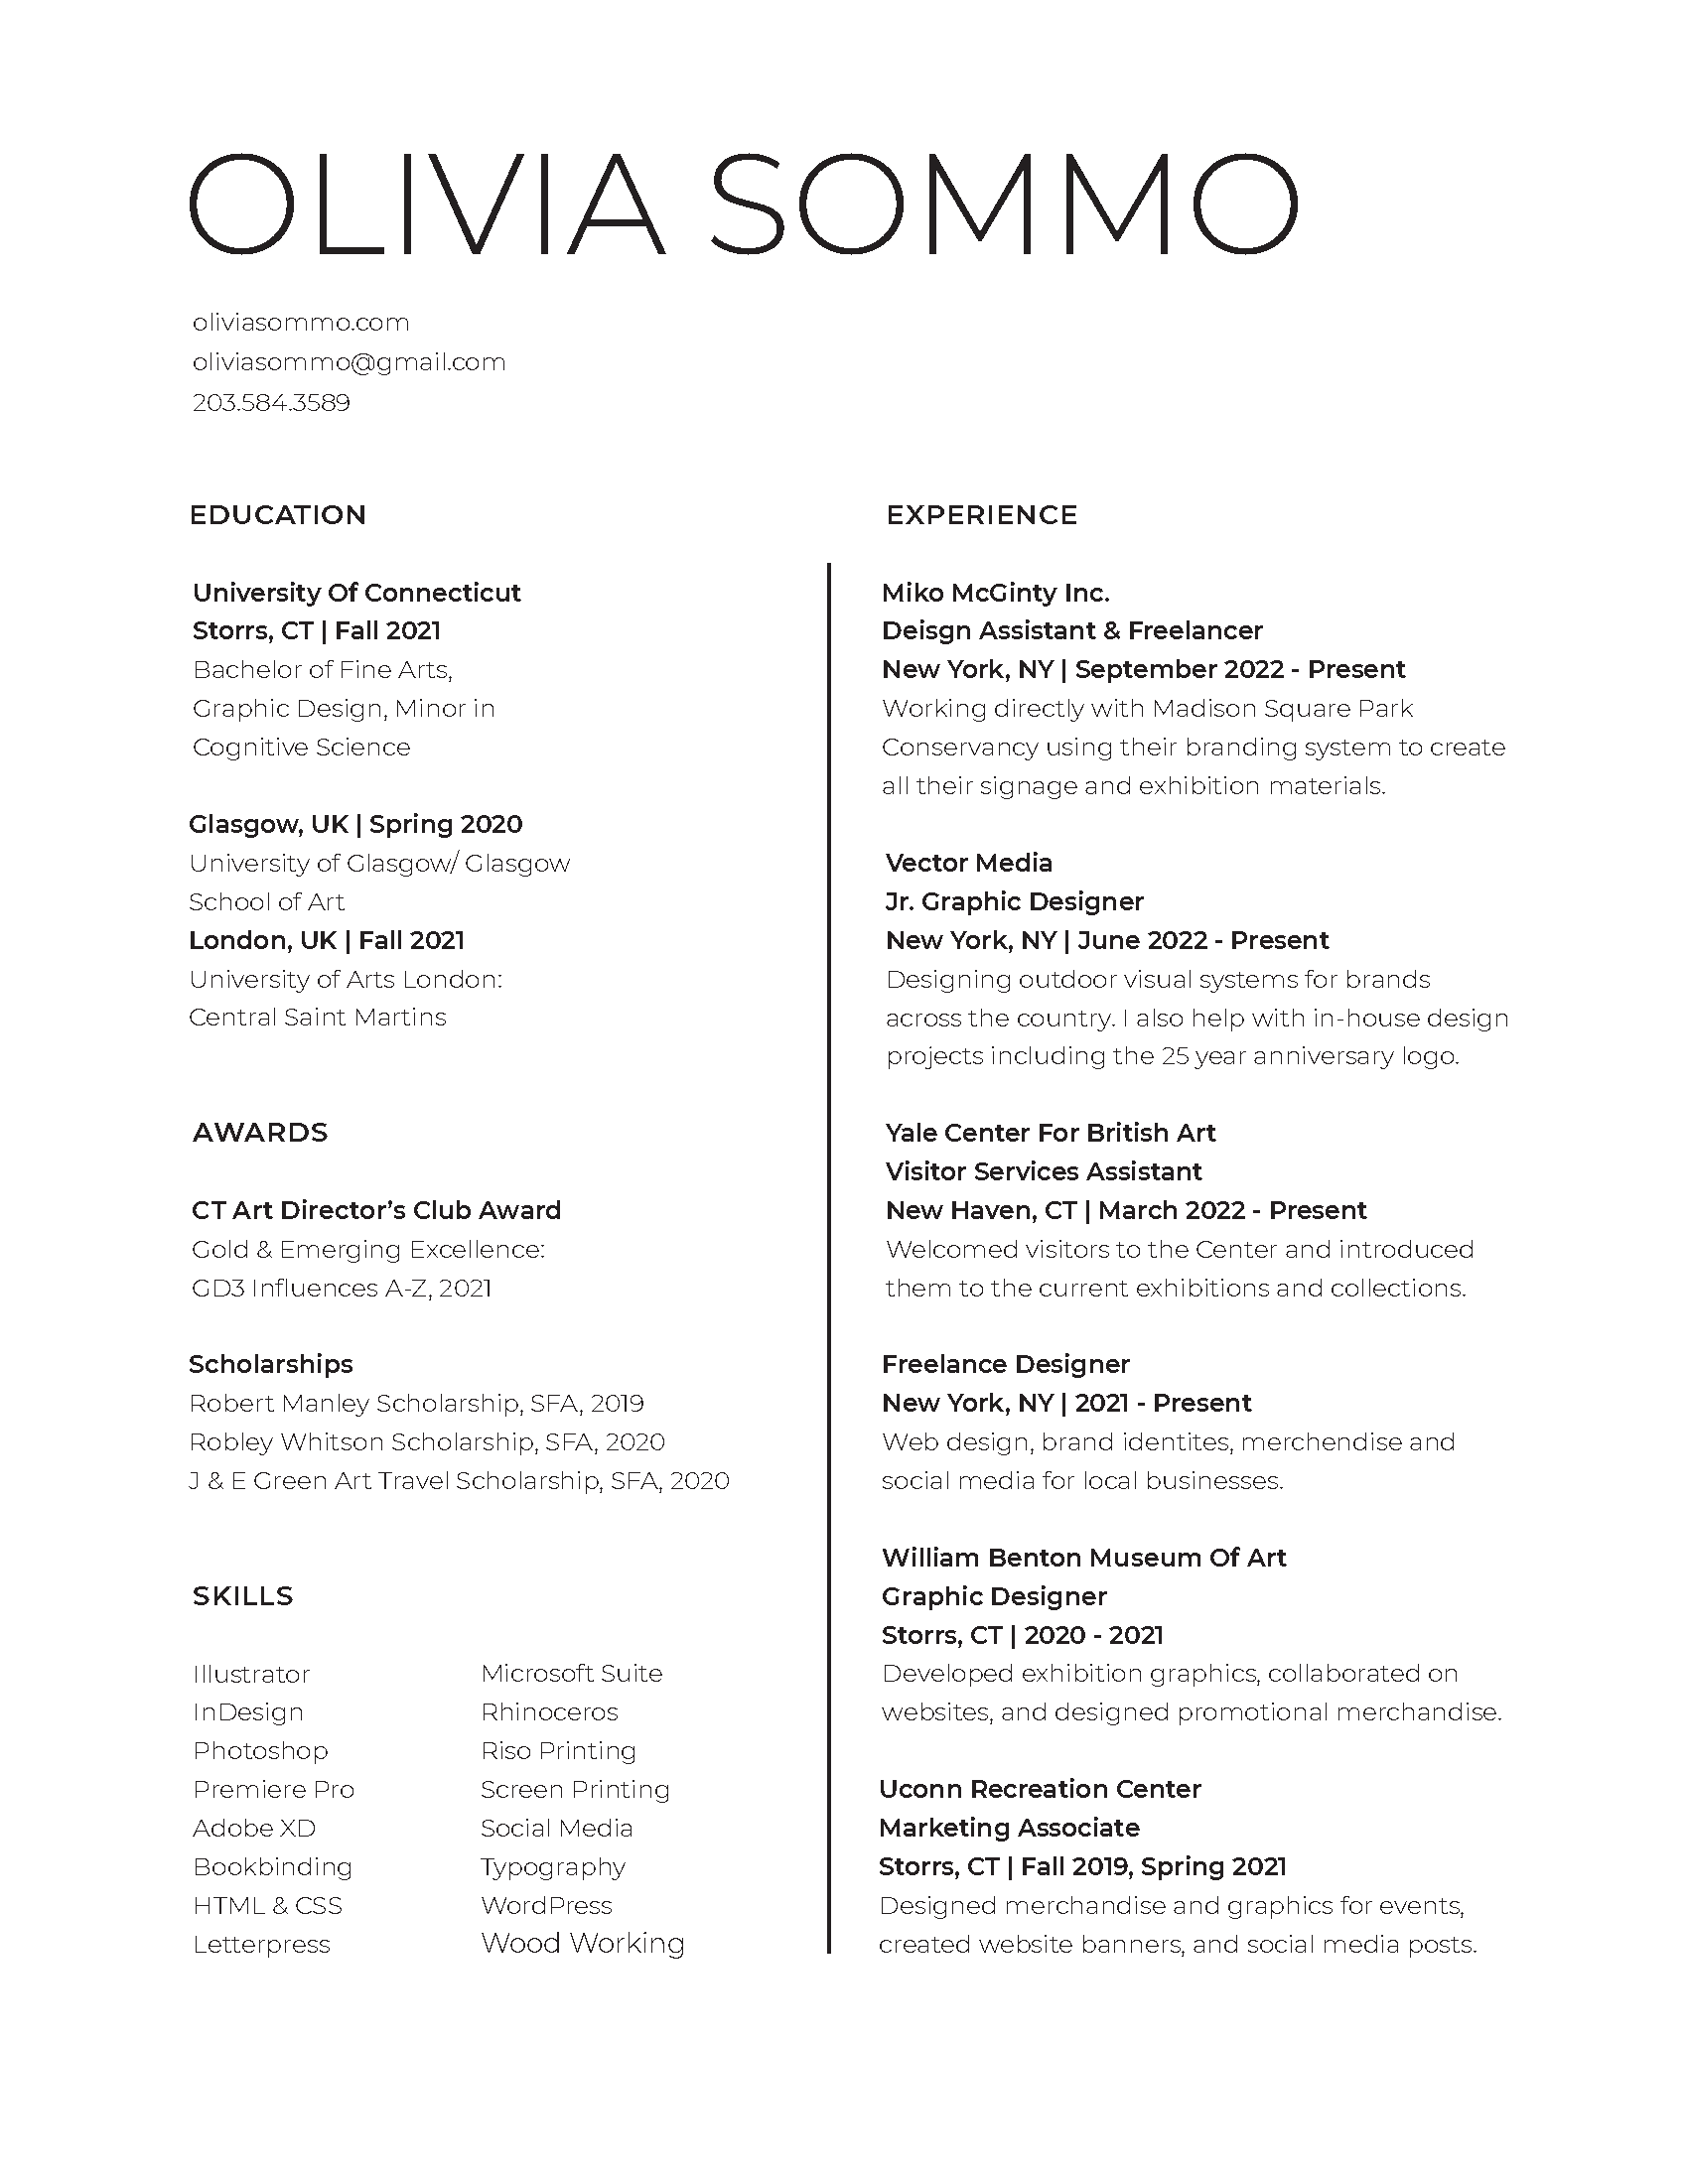 OLIVIA SOMMO
oliviasommo.com
oliviasommo@gmail.com
203.584.3589
EDUCATION
University Of Connecticut
Storrs, CT | Fall 2021
Bachelor of Fine Arts,
Graphic Design, Minor in
Cognitive Science
Glasgow, UK | Spring 2020
University of Glasgow/ Glasgow
School of Art
London, UK | Fall 2021
University of Arts London:
Central Saint Martins
AWARDS
CT Art Director’s Club Award
Gold & Emerging Excellence:
GD3 Influences A-Z, 2021
Scholarships
Robert Manley Scholarship, SFA, 2019
Robley Whitson Scholarship, SFA, 2020
J & E Green Art Travel Scholarship, SFA, 2020
SKILLS
Illustrator
InDesign
Photoshop
Premiere Pro
Adobe XD
Bookbinding
HTML & CSS
Letterpress
Microsoft Suite
Rhinoceros
Riso Printing
Screen Printing
Social Media
Typography
WordPress
Wood Working
EXPERIENCE
Miko McGinty Inc.
Deisgn Assistant & Freelancer
New York, NY | September 2022 - Present
Working directly with Madison Square Park
Conservancy using their branding system to create
all their signage and exhibition materials.
Vector Media
Jr. Graphic Designer
New York, NY | June 2022 - Present
Designing outdoor visual systems for brands
across the country. I also help with in-house design
projects including the 25 year anniversary logo.
Yale Center For British Art
Visitor Services Assistant
New Haven, CT | March 2022 - Present
Welcomed visitors to the Center and introduced
them to the current exhibitions and collections.
Freelance Designer
New York, NY | 2021 - Present
Web design, brand identites, merchendise and
social media for local businesses.
William Benton Museum Of Art
Graphic Designer
Storrs, CT | 2020 - 2021
Developed exhibition graphics, collaborated on
websites, and designed promotional merchandise.
Uconn Recreation Center
Marketing Associate
Storrs, CT | Fall 2019, Spring 2021
Designed merchandise and graphics for events,
created website banners, and social media posts.